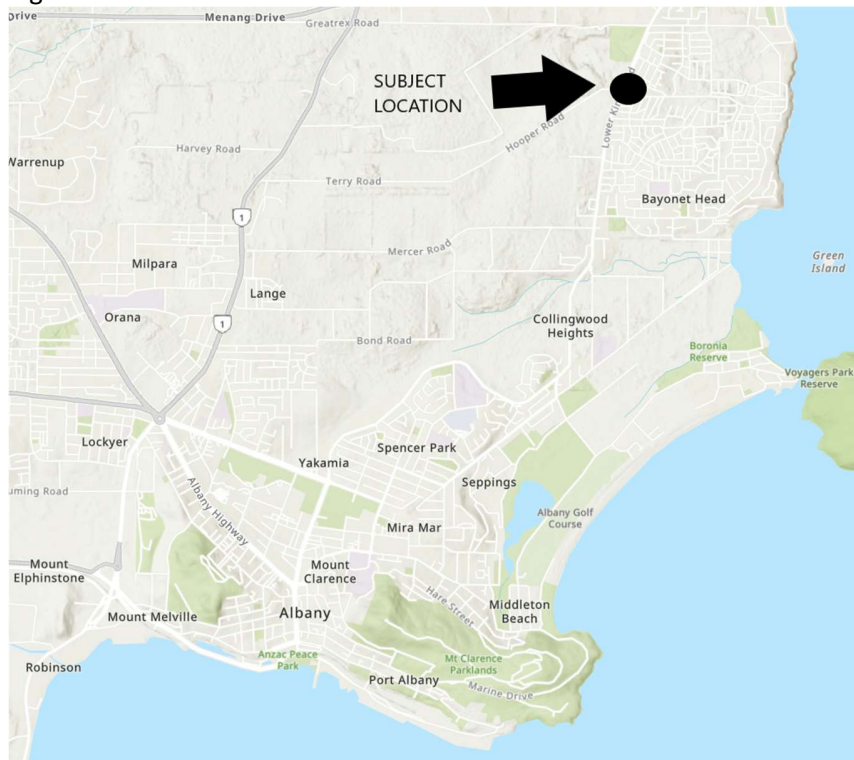 Menang Drive
Greatrex Road
SUBJECT
LOCATION
Lower Kin
Hooper Road
Harvey Road
Warrenup
Terry Road
Bayonet Head
1
Mercer Road
Green
Island
Milpara
Lange
Orana
1
Collingwood
Heights
Bond Road
Boronia
Reserve
Voyagers Park
Reserve
Lockyer
Spencer Park
Yakamia
Seppings
uming Road
Albany Highway
Albany Golf
Course
Mira Mar
Mount
Elphinstone
Mount
Clarence
Hare Street
Middleton
Beach
Mount Melville
Albany
Anzac Peace
Park
Mt Clarence
Parklands
Robinson
Port Albany
Marine Drive